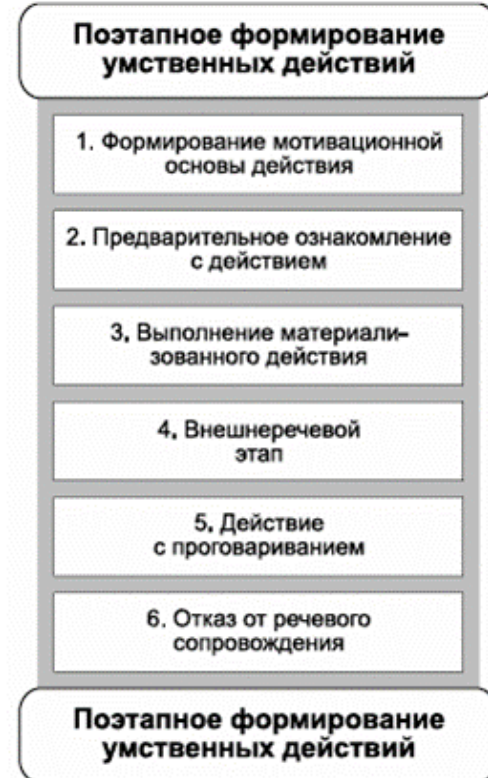 Поэтапное формирование
умственных действий
1. Формирование мотивационной
основы действия
2. Предварительное ознакомление
с действием
3. Выполнение материали-
зованного действия
4. Внешнеречевой
этап
5. Действие
с проговариванием
6. Отказ от речевого
сопровождения
Поэтапное формирование
умственных действий